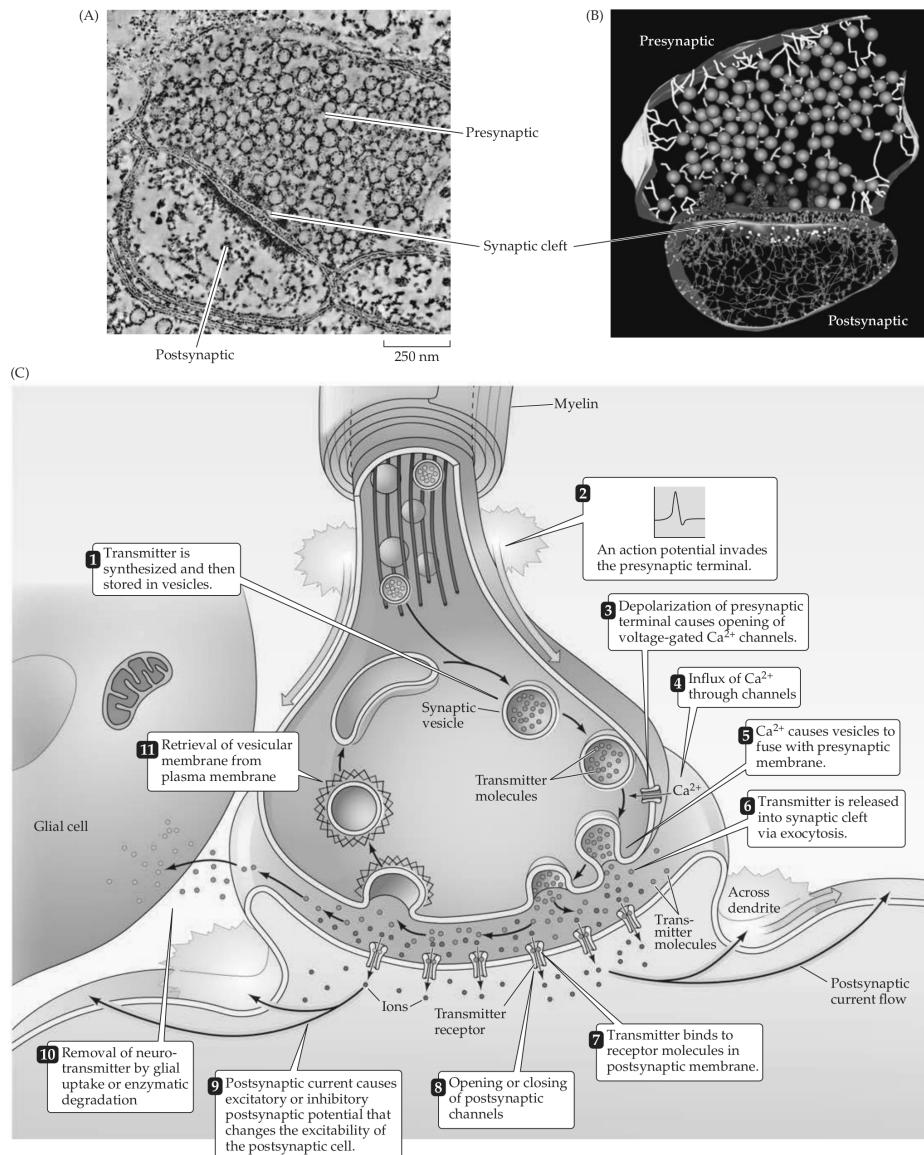 (A)
Presynaptic
Synaptic cleft
Postsynaptic
250 nm
(B)
Presynaptic
Postsynaptic
(C)
Myelin
2
An action potential invades
the presynaptic terminal.
1 Transmitter is
synthesized and then
stored in vesicles.
3 Depolarization of presynaptic
terminal causes opening of
voltage-gated Ca²⁺ channels.
4 Influx of Ca²⁺
through channels
Synaptic
vesicle
5 Ca²⁺ causes vesicles to
fuse with presynaptic
membrane.
11 Retrieval of vesicular
membrane from
plasma membrane
Transmitter
molecules
Ca²⁺
6 Transmitter is released
into synaptic cleft
via exocytosis.
Glial cell
Across
dendrite
Trans-
mitter
molecules
Postsynaptic
current flow
Ions
Transmitter
receptor
7 Transmitter binds to
receptor molecules in
postsynaptic membrane.
10 Removal of neuro-
transmitter by glial
uptake or enzymatic
degradation
9 Postsynaptic current causes
excitatory or inhibitory
postsynaptic potential that
changes the excitability of
the postsynaptic cell.
8 Opening or closing
of postsynaptic
channels